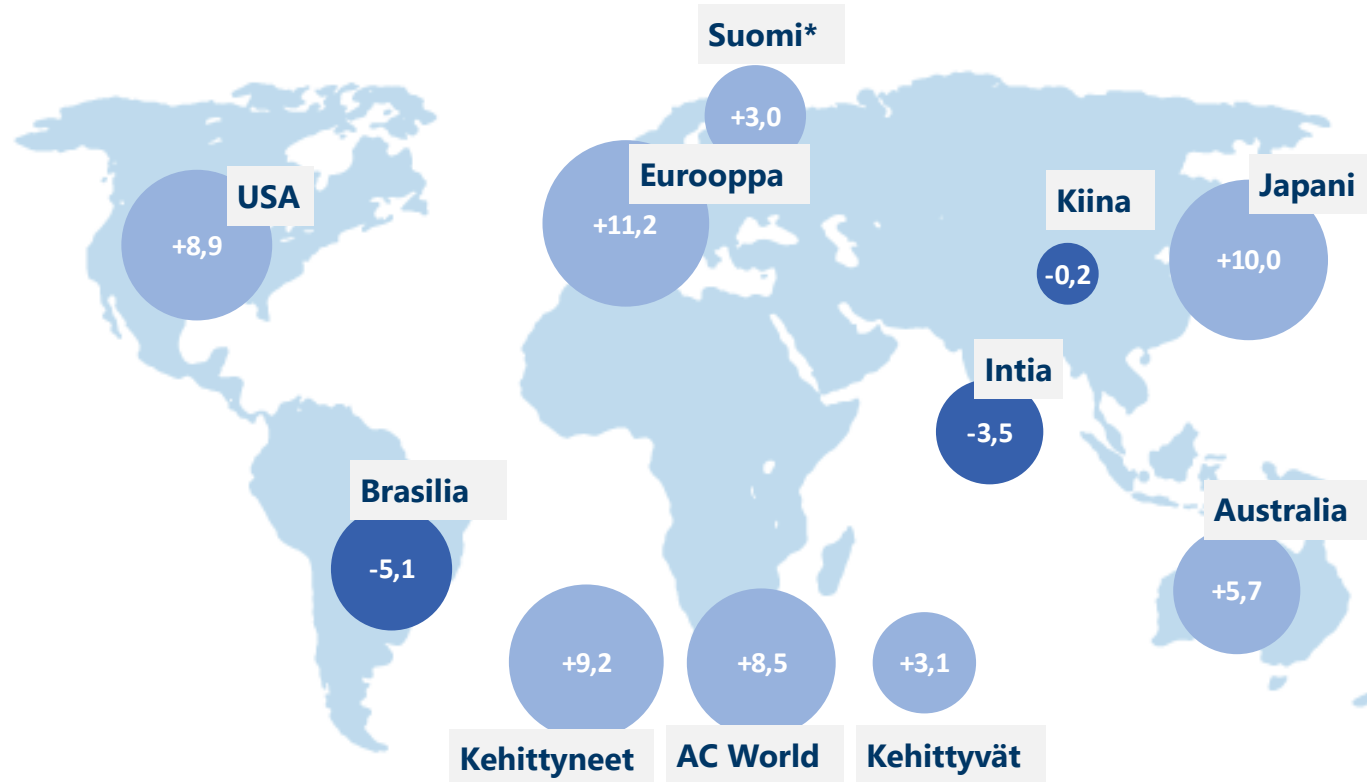 Suomi*
+3,0
USA
+8,9
Eurooppa
+11,2
Kiina
-0,2
Japani
+10,0
Intia
-3,5
Brasilia
-5,1
Australia
+5,7
+9,2
Kehittyneet
+8,5
AC World
+3,1
Kehittyvät